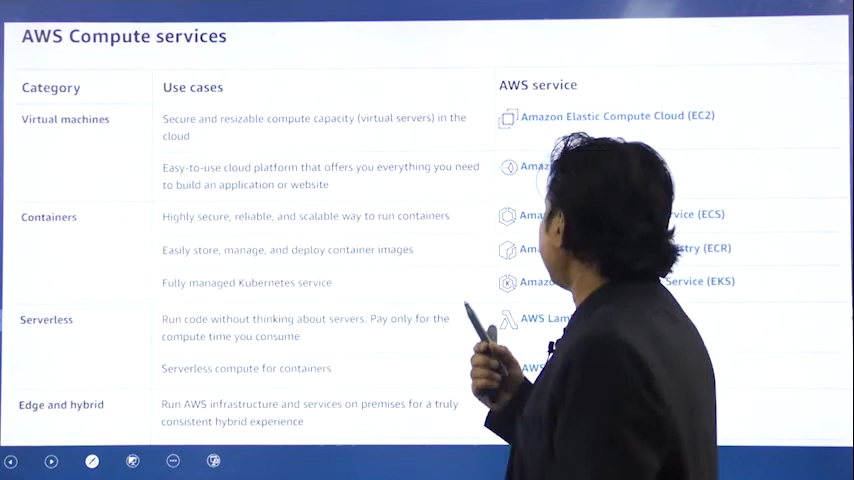 AWS Compute services
Category Use cases AWS service
Virtual machines Secure and resizable compute capacity (virtual servers) in the Amazon Elastic Compute Cloud (EC2)
cloud
Easy-to-use cloud platform that offers you everything you need
to build an application or website
Containers Highly secure, reliable, and scalable way to run containers (ECS)
Easily store, manage, and deploy container images (ECR)
Fully managed Kubernetes service Service (EKS)
Serverless Run code without thinking about servers. Pay only for the AWS
compute time you consume
Serverless compute for containers AWS
Edge and hybrid Run AWS infrastructure and services on premises for a truly
consistent hybrid experience